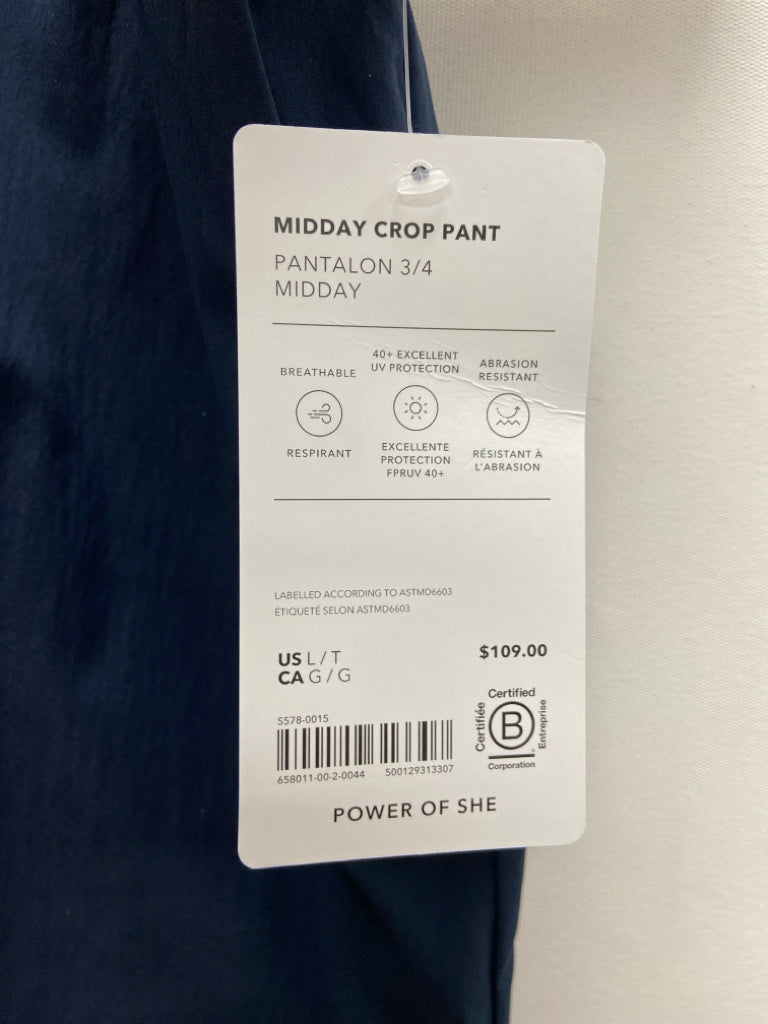 MIDDAY CROP PANT
PANTALON 3/4
MIDDAY
BREATHABLE
RESPIRANT
40+ EXCELLENT
UV PROTECTION
EXCELLENTE
PROTECTION
FPRUV 40+
ABRASION
RESISTANT
RÉSISTANT À
L'ABRASION
LABELLED ACCORDING TO ASTMD6603
ÉTIQUETÉ SELON ASTMD6603
US L / T
CA G / G
$109.00
S578-0015
658011-00-2-0044 500129313307
Certified
Certifiée
B
Entreprise
Corporation
POWER OF SHE